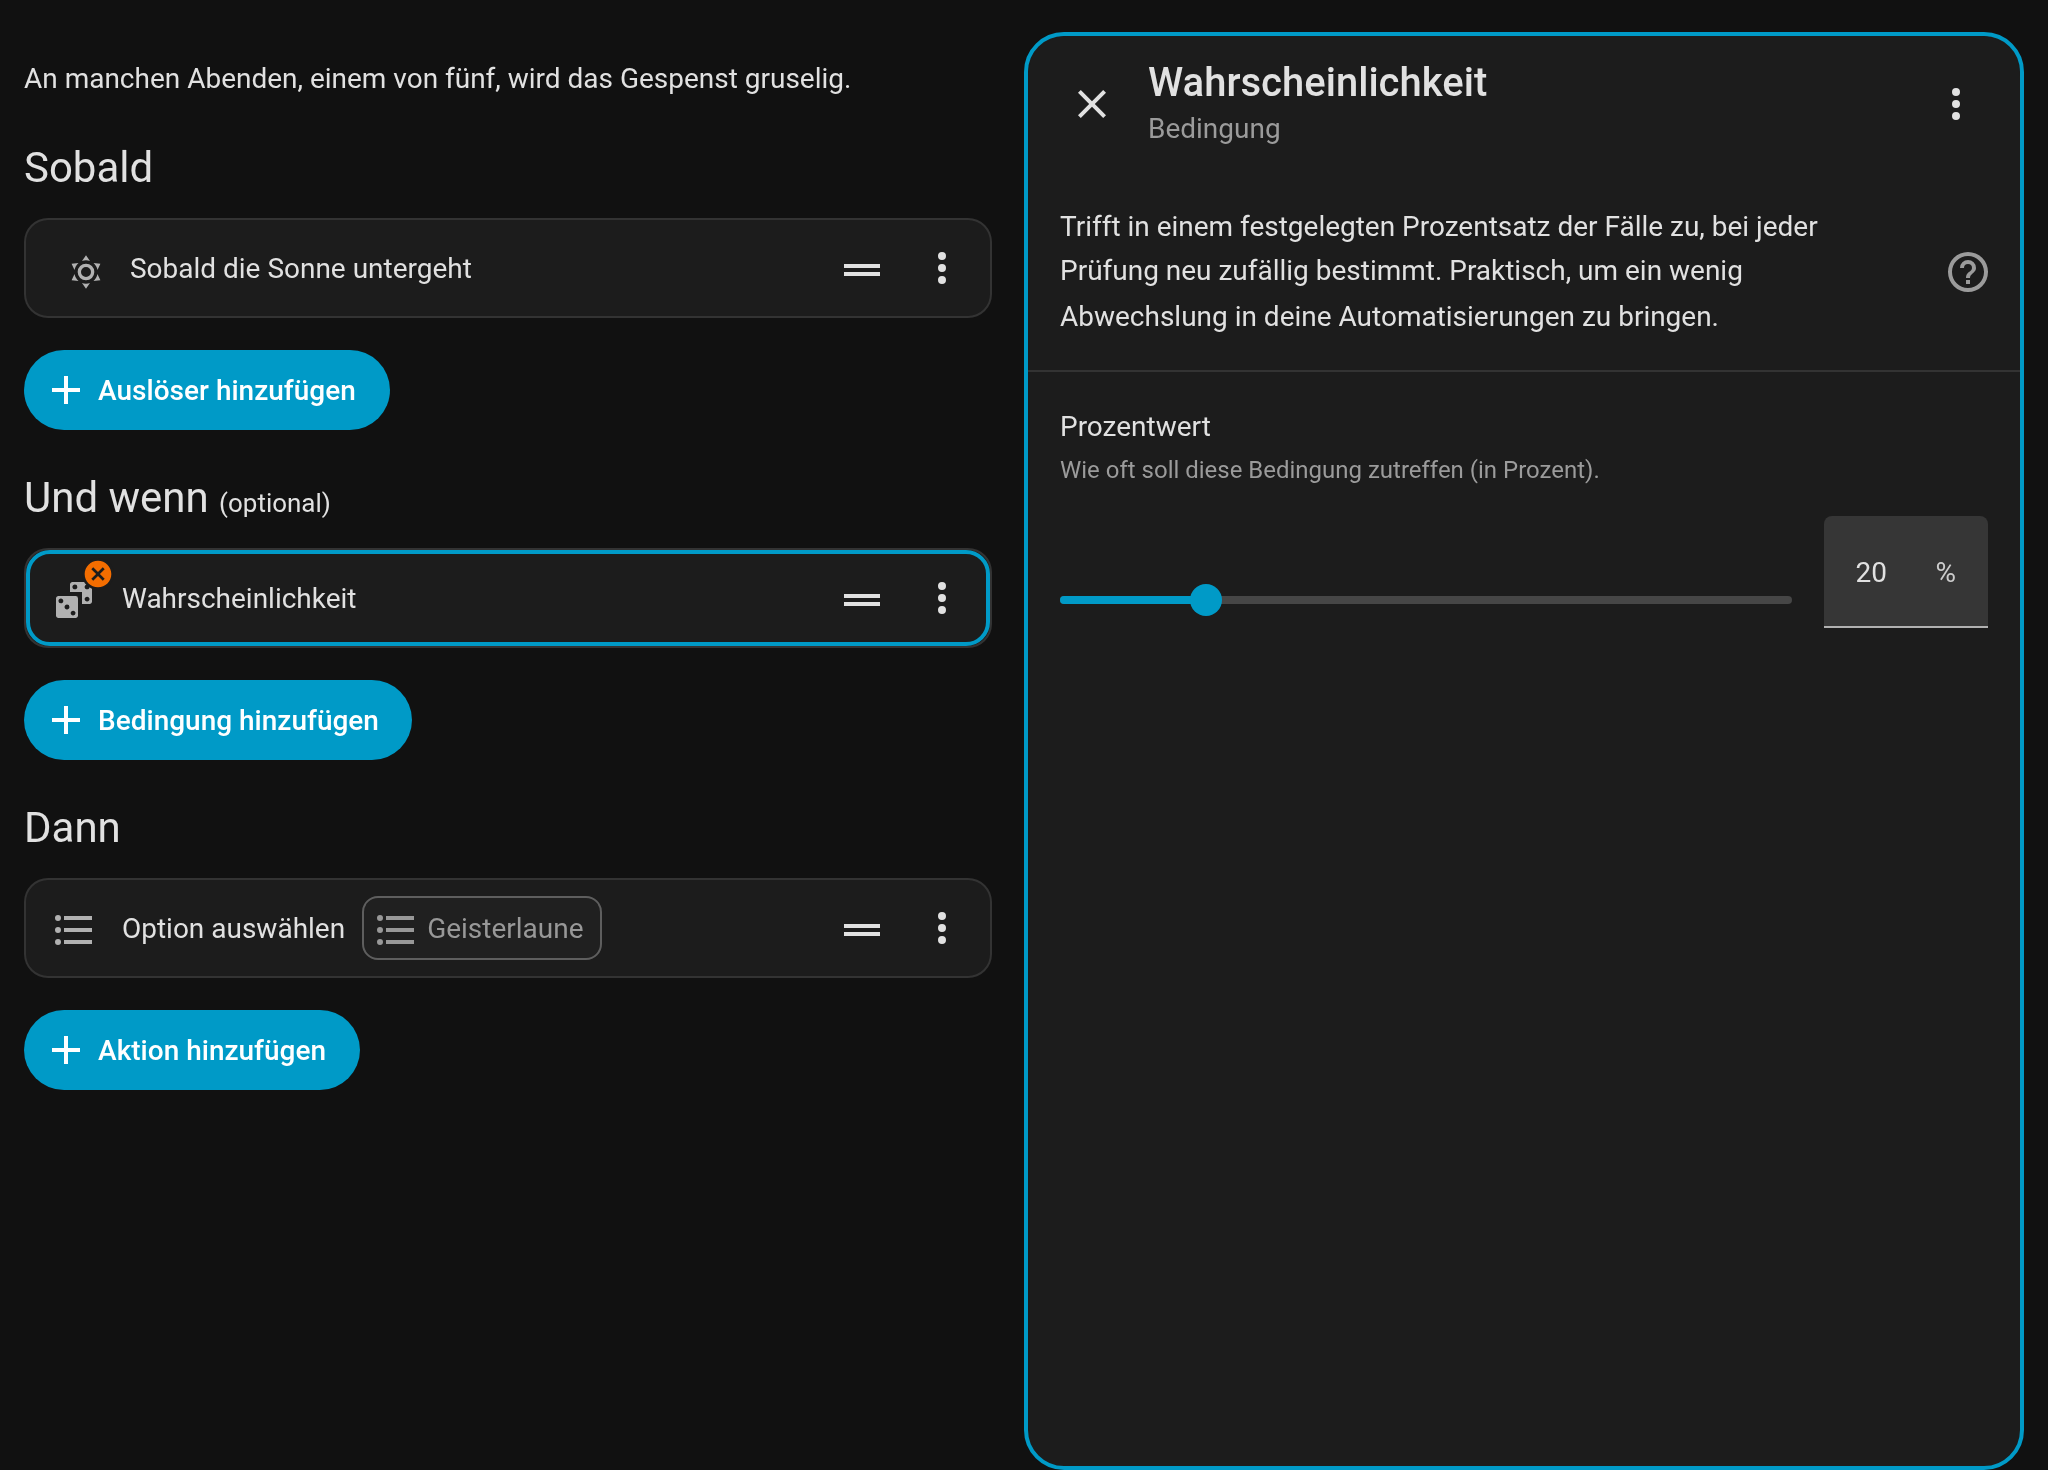 An manchen Abenden, einem von fünf, wird das Gespenst gruselig.
Sobald
Sobald die Sonne untergeht
Auslöser hinzufügen
Und wenn (optional)
Wahrscheinlichkeit
Bedingung hinzufügen
Dann
Option auswählen Geisterlaune
Aktion hinzufügen
Wahrscheinlichkeit
Bedingung
Trifft in einem festgelegten Prozentsatz der Fälle zu, bei jeder
Prüfung neu zufällig bestimmt. Praktisch, um ein wenig
Abwechslung in deine Automatisierungen zu bringen.
Prozentwert
Wie oft soll diese Bedingung zutreffen (in Prozent).
20 %